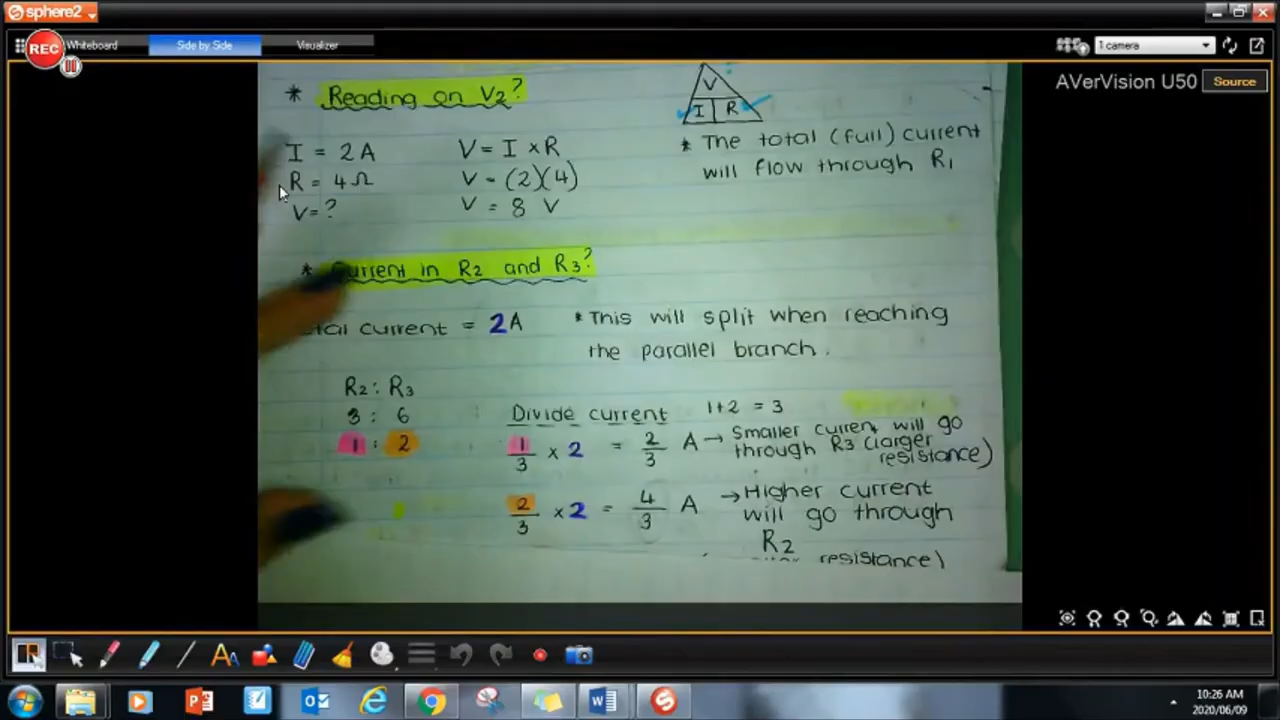 sphere2
REC
Whiteboard
Side by Side
Visualizer
1 camera
AVerVision U50
Source
* Reading on V2?
V
I R
I = 2A
V = I x R
R = 4 Ω
V = (2)(4)
V=?
V = 8 V
* The total (full) current
will flow through R1
* Current in R2 and R3?
current = 2A
* This will split when reaching
the parallel branch.
R2 : R3
3 : 6
1 : 2
Divide current 1+2 = 3
1/3 x 2 = 2/3 A → Smaller current will go
through R3 (larger
resistance)
2/3 x 2 = 4/3 A → Higher current
will go through
R2
resistance)
10:26 AM
2020/06/09